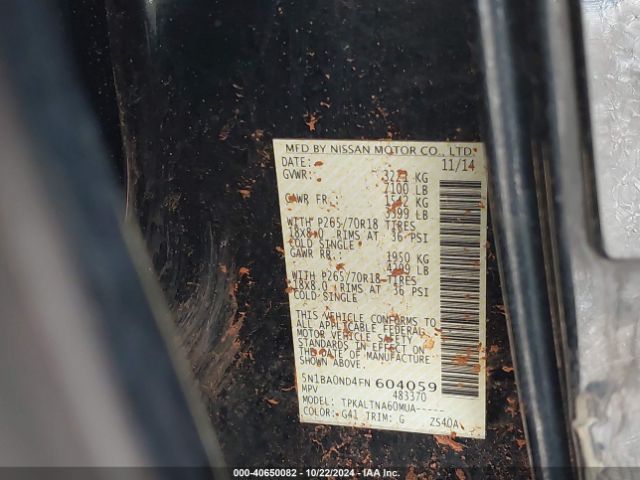 MFD BY NISSAN MOTOR CO., LTD.
DATE: 11/14
GVWR: KG
7100 LB
GAWR FR: KG
3399 LB
WITH P265/70R18 TIRES
18X8.0 RIMS AT 36 PSI
COLD SINGLE
GAWR RR: 1950 KG
LB
WITH P265/70R18 TIRES
18X8.0 RIMS AT 36 PSI
COLD SINGLE
THIS VEHICLE CONFORMS TO
ALL APPLICABLE FEDERAL
MOTOR VEHICLE SAFETY
STANDARDS IN EFFECT
ON THE DATE OF MANUFACTURE
SHOWN ABOVE.
5N1BA0ND4FN 604059
MPV 483370
MODEL: TPKALTNA60MUA-----
COLOR: G41 TRIM: G ZS40A
000-40650082 - 10/22/2024 - IAA Inc.